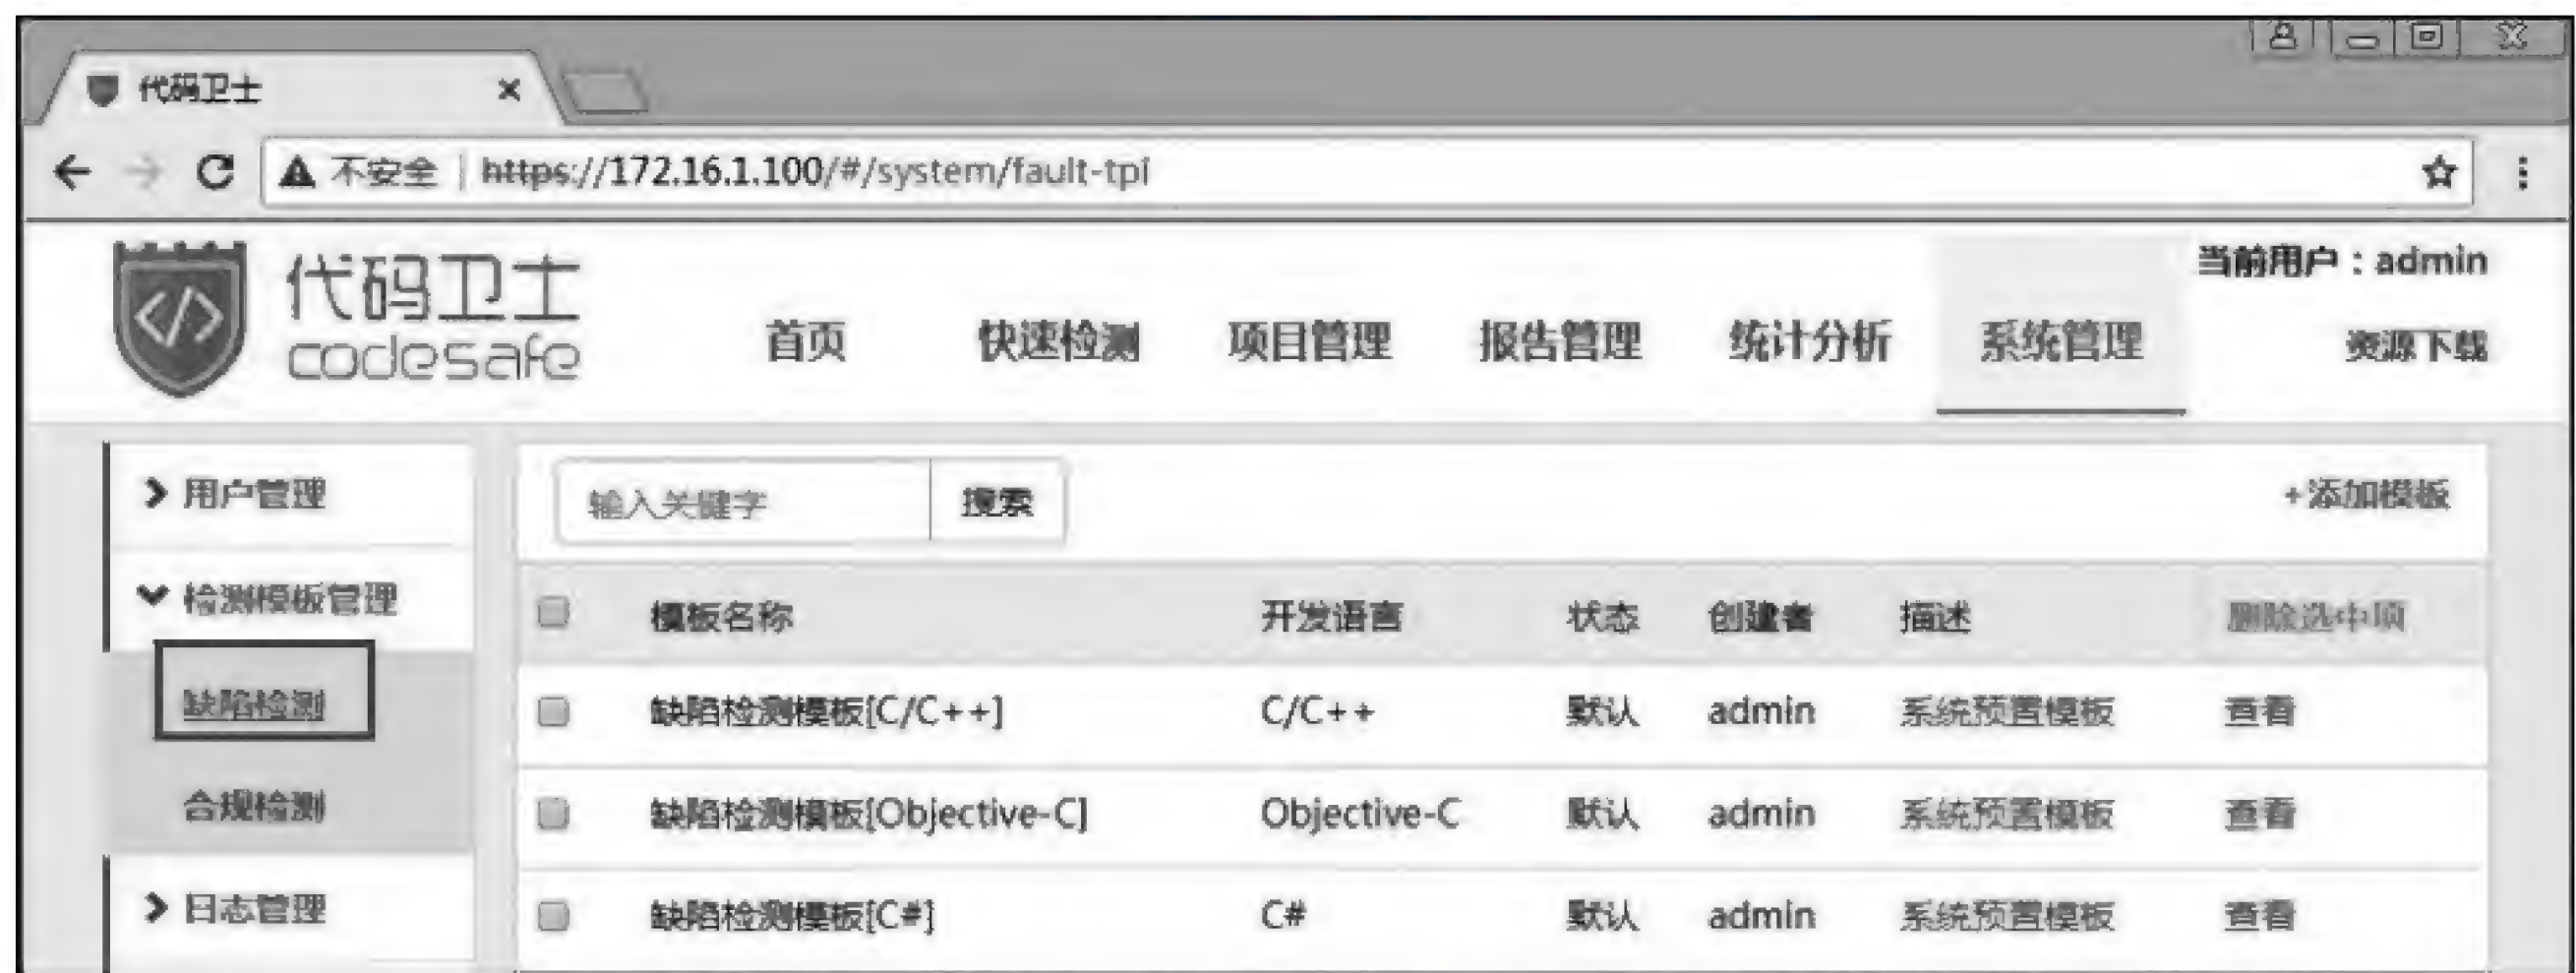 代码卫士
不安全 https://172.16.1.100/#/system/fault-tpl
代码卫士
codesafe
首页 快速检测 项目管理 报告管理 统计分析 系统管理
当前用户：admin
资源下载
用户管理
检测模板管理
缺陷检测
合规检测
日志管理
输入关键字 搜索 +添加模板
模板名称 开发语言 状态 创建者 描述 删除选中项
缺陷检测模板[C/C++] C/C++ 默认 admin 系统预置模板 查看
缺陷检测模板[Objective-C] Objective-C 默认 admin 系统预置模板 查看
缺陷检测模板[C#] C# 默认 admin 系统预置模板 查看